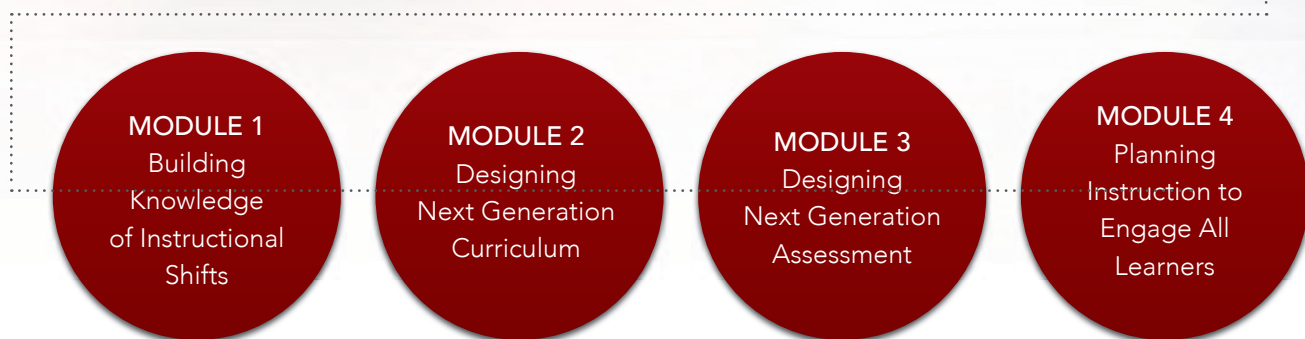 MODULE 1
Building
Knowledge
of Instructional
Shifts
MODULE 2
Designing
Next Generation
Curriculum
MODULE 3
Designing
Next Generation
Assessment
MODULE 4
Planning
Instruction to
Engage All
Learners